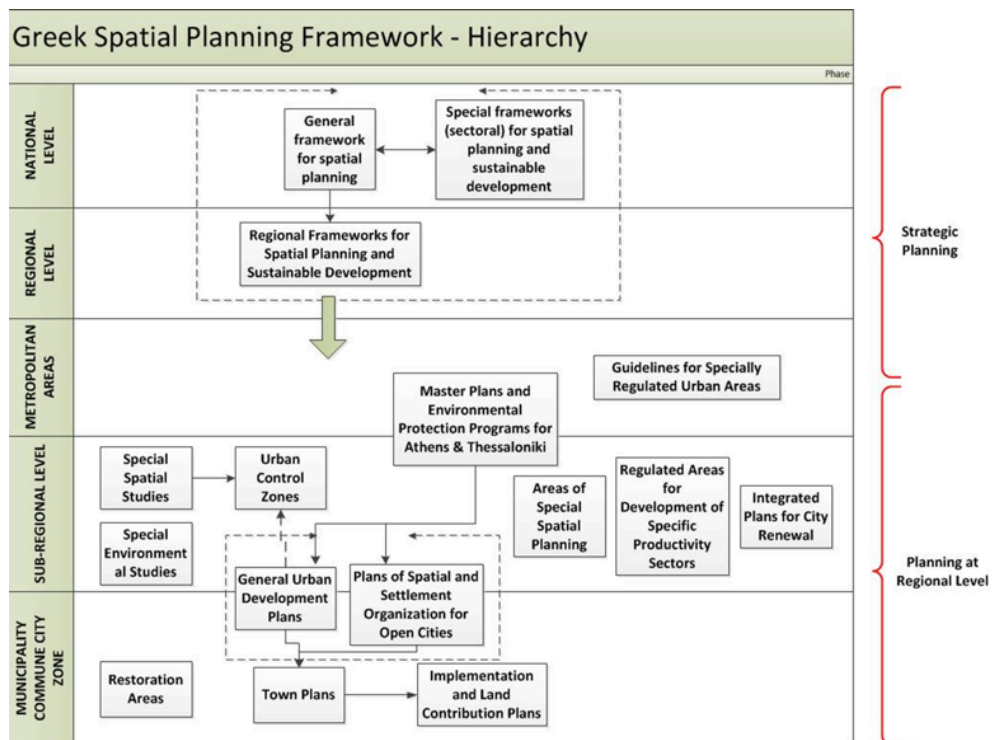 Greek Spatial Planning Framework - Hierarchy
Phase
NATIONAL
LEVEL
General
framework
for spatial
planning
Special frameworks
(sectoral) for spatial
planning and
sustainable
development
REGIONAL
LEVEL
Regional Frameworks for
Spatial Planning and
Sustainable Development
Strategic
Planning
METROPOLITAN
AREAS
Master Plans and
Environmental
Protection Programs for
Athens & Thessaloniki
Guidelines for Specially
Regulated Urban Areas
SUB-REGIONAL LEVEL
Special
Spatial
Studies
Urban
Control
Zones
Special
Environment
al Studies
Areas of
Special
Spatial
Planning
Regulated Areas
for
Development of
Specific
Productivity
Sectors
Integrated
Plans for City
Renewal
General Urban
Development
Plans
Plans of Spatial and
Settlement
Organization for
Open Cities
Planning at
Regional Level
MUNICIPALITY
COMMUNE CITY
ZONE
Restoration
Areas
Town Plans
Implementation
and Land
Contribution Plans